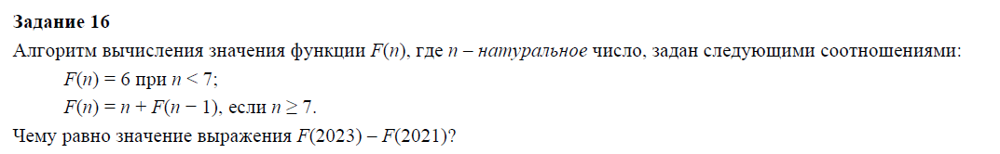 Задание 16
Алгоритм вычисления значения функции F(n), где n – натуральное число, задан следующими соотношениями:
F(n) = 6 при n < 7;
F(n) = n + F(n − 1), если n ≥ 7.
Чему равно значение выражения F(2023) – F(2021)?